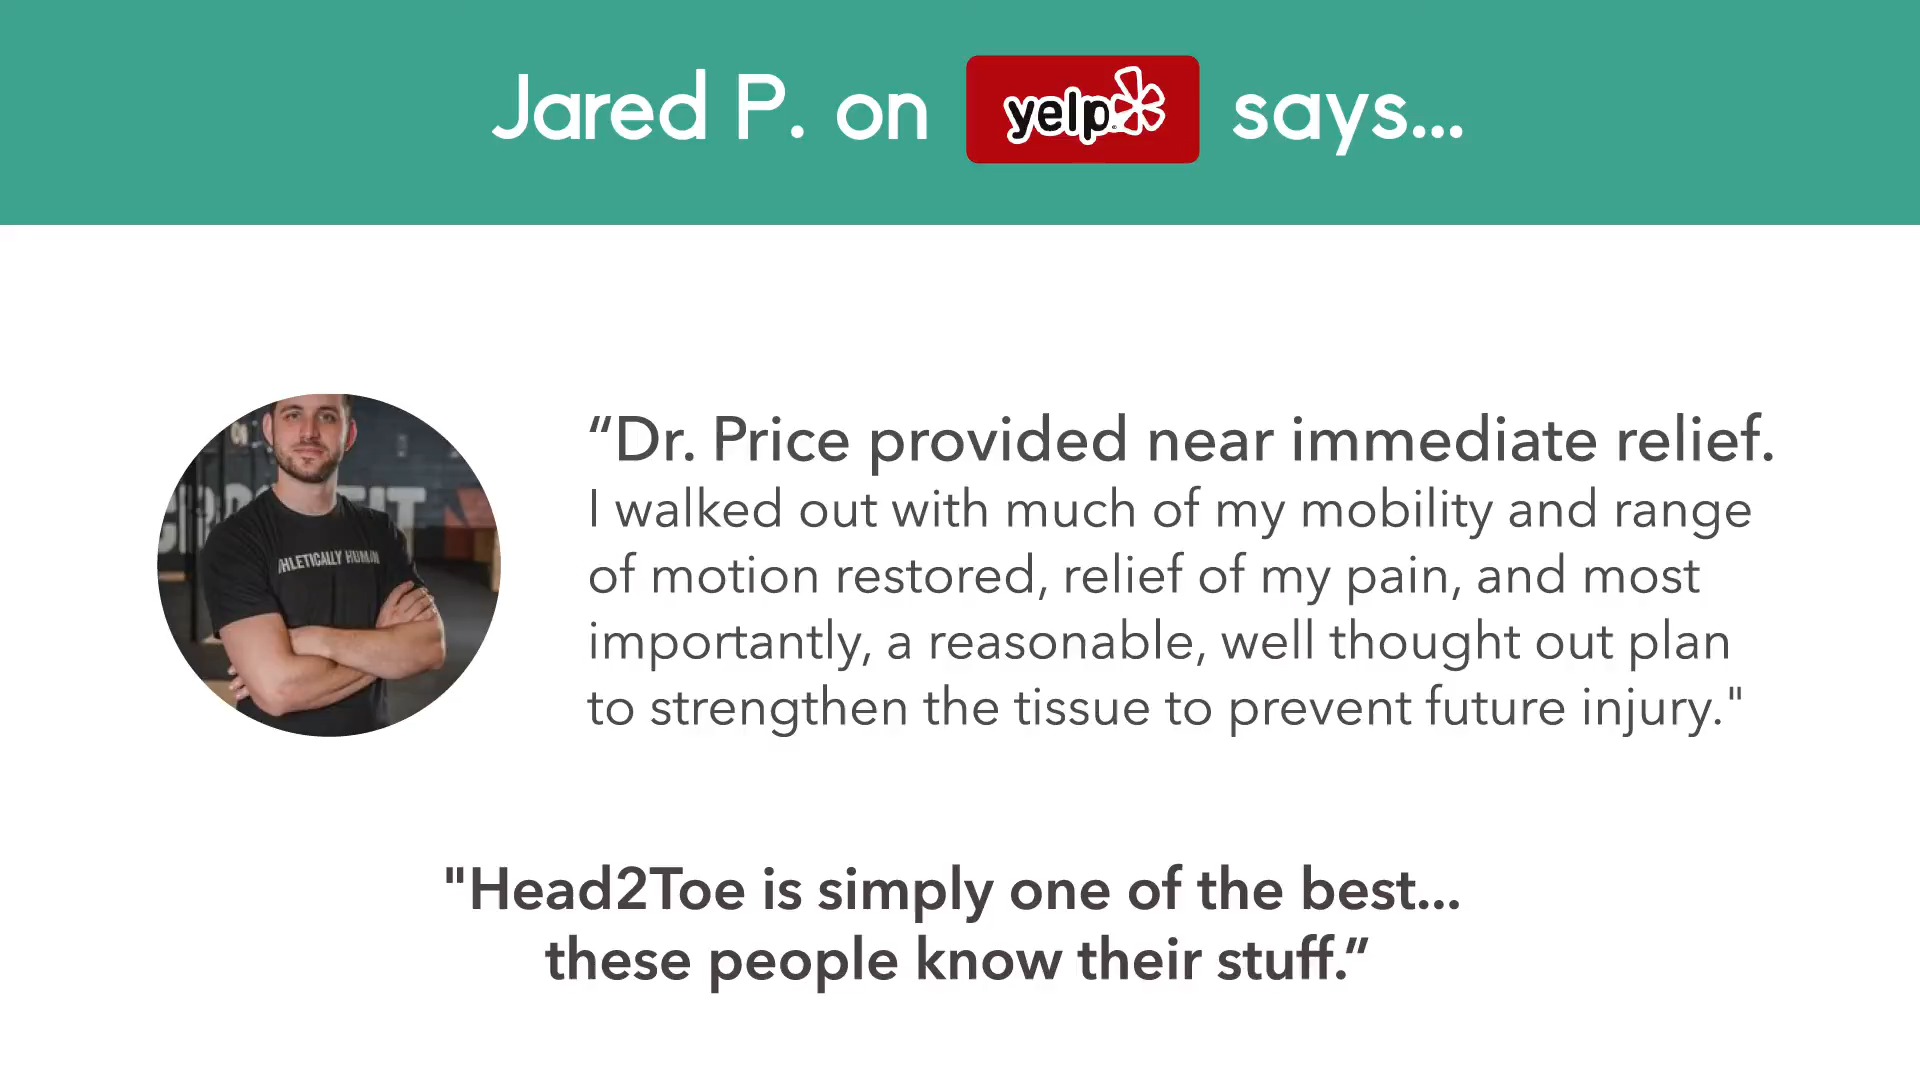 Jared P. on yelp says...
“Dr. Price provided near immediate relief.
I walked out with much of my mobility and range
of motion restored, relief of my pain, and most
importantly, a reasonable, well thought out plan
to strengthen the tissue to prevent future injury."
THLETICALLY HUMAN
"Head2Toe is simply one of the best...
these people know their stuff.”